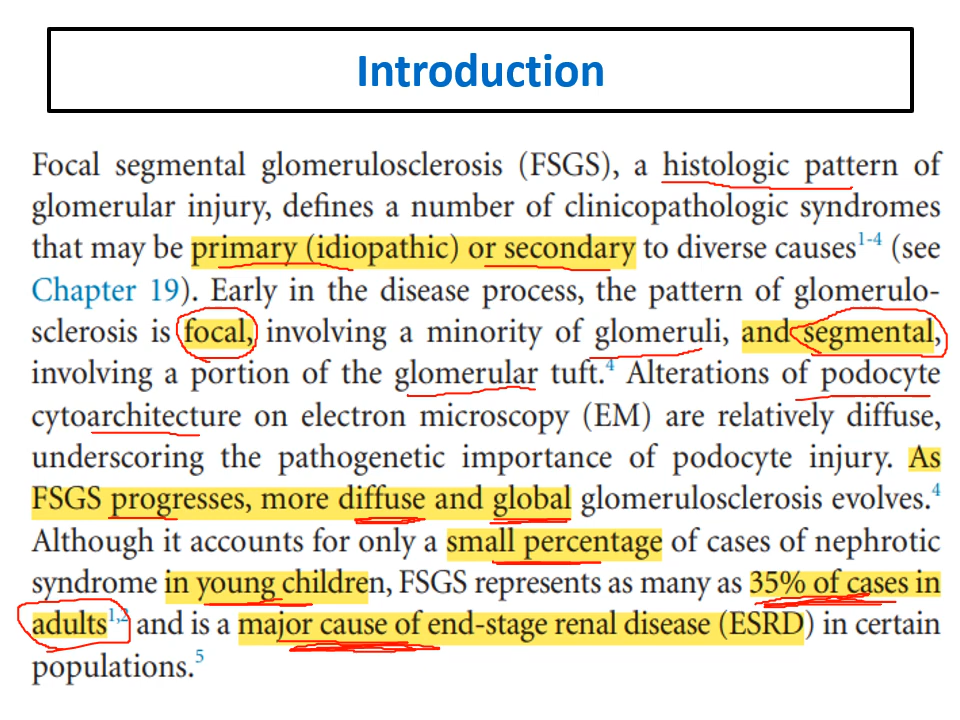 Introduction
Focal segmental glomerulosclerosis (FSGS), a histologic pattern of
glomerular injury, defines a number of clinicopathologic syndromes
that may be primary (idiopathic) or secondary to diverse causes1-4 (see
Chapter 19). Early in the disease process, the pattern of glomerulo-
sclerosis is focal, involving a minority of glomeruli, and segmental,
involving a portion of the glomerular tuft.4 Alterations of podocyte
cytoarchitecture on electron microscopy (EM) are relatively diffuse,
underscoring the pathogenetic importance of podocyte injury. As
FSGS progresses, more diffuse and global glomerulosclerosis evolves.4
Although it accounts for only a small percentage of cases of nephrotic
syndrome in young children, FSGS represents as many as 35% of cases in
adults1,2 and is a major cause of end-stage renal disease (ESRD) in certain
populations.5